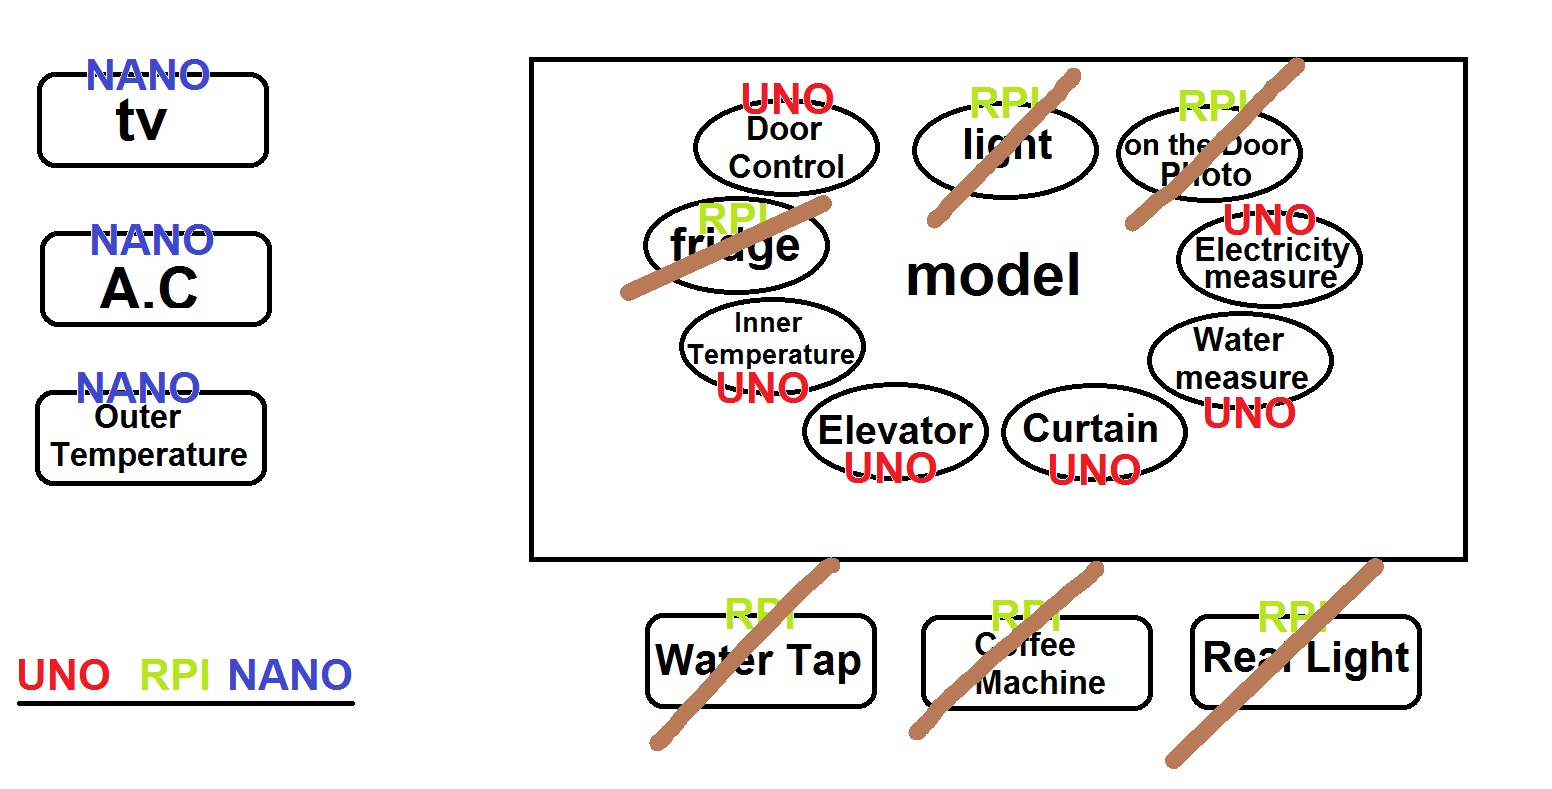 NANO
tv
NANO
A.C
NANO
Outer
Temperature
UNO RPI NANO
UNO
Door
Control
RPI
light
RPI
on the Door
Photo
RPI
fridge
UNO
Electricity
measure
model
Inner
Temperature
UNO
Water
measure
UNO
Elevator
UNO
Curtain
UNO
RPI
Water Tap
RPI
Coffee
Machine
RPI
Real Light